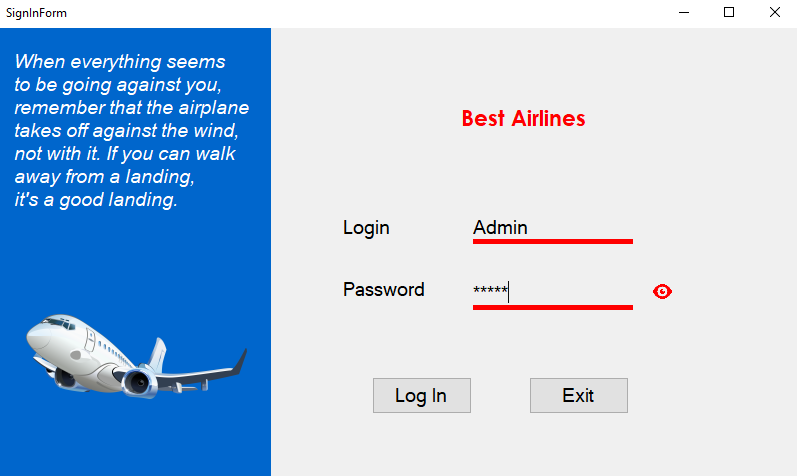 SignInForm
When everything seems
to be going against you,
remember that the airplane
takes off against the wind,
not with it. If you can walk
away from a landing,
it's a good landing.
Best Airlines
Login
Admin
Password
*****
Log In
Exit